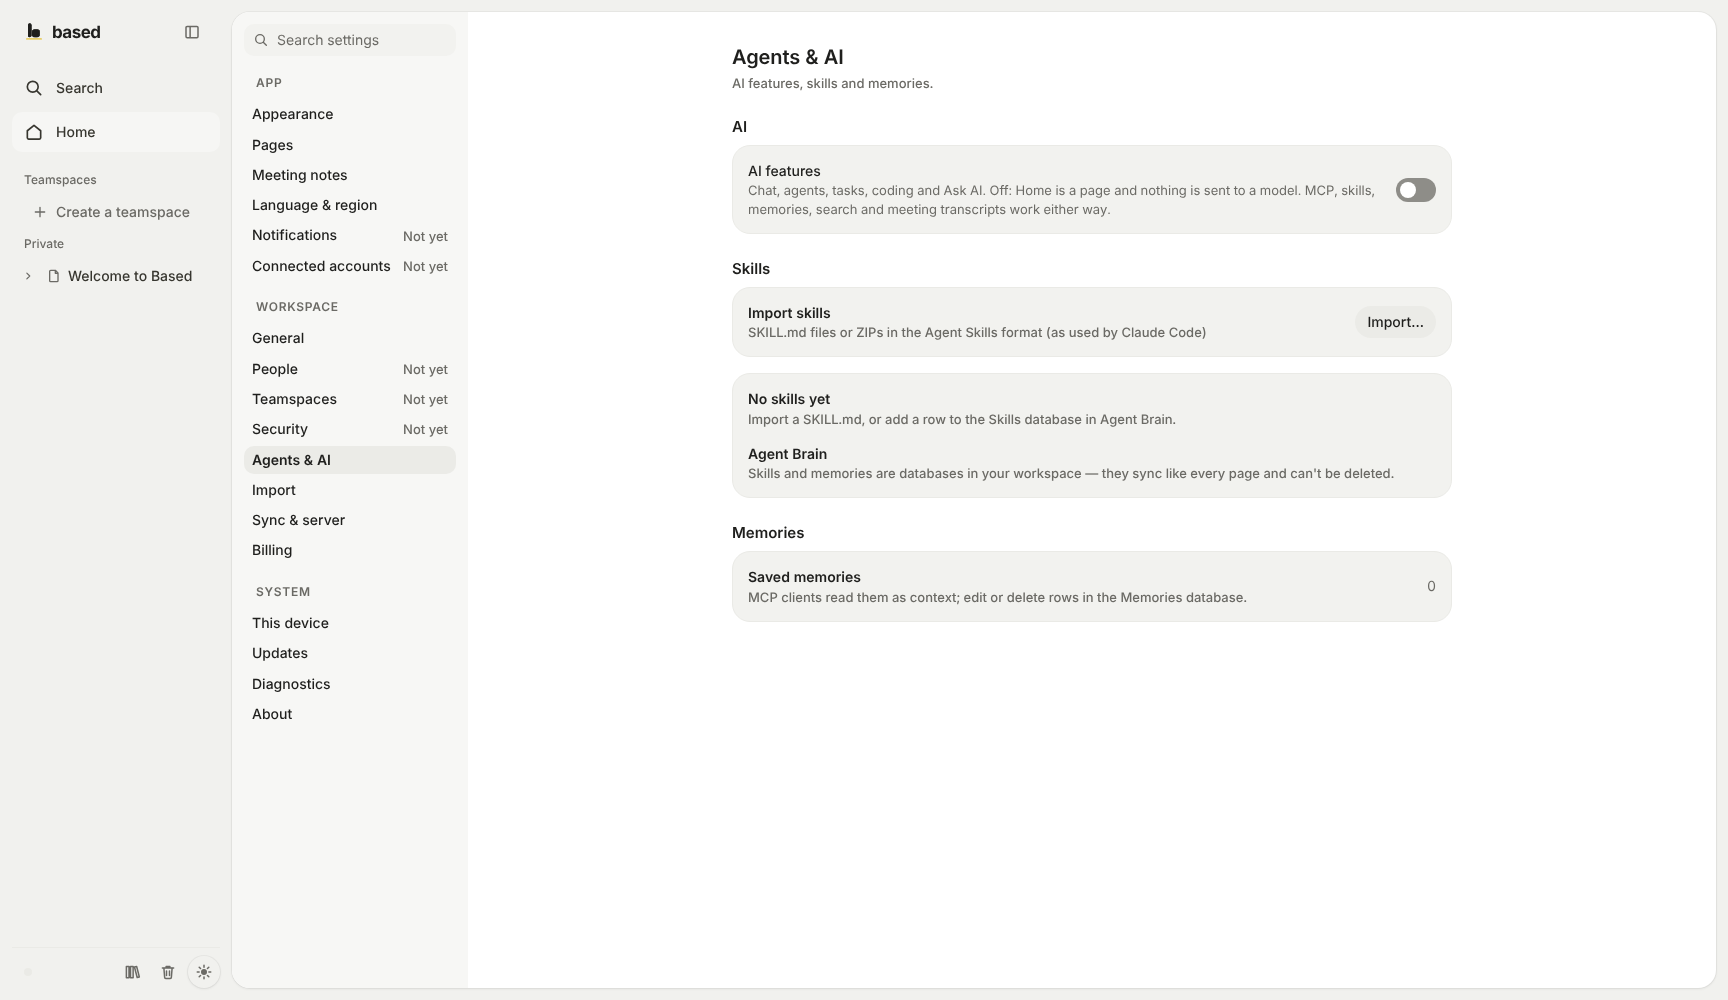 based
Search
Home
Teamspaces
Create a teamspace
Private
Welcome to Based
Search settings
APP
Appearance
Pages
Meeting notes
Language & region
Notifications Not yet
Connected accounts Not yet
WORKSPACE
General
People Not yet
Teamspaces Not yet
Security Not yet
Agents & AI
Import
Sync & server
Billing
SYSTEM
This device
Updates
Diagnostics
About
Agents & AI
AI features, skills and memories.
AI
AI features
Chat, agents, tasks, coding and Ask AI. Off: Home is a page and nothing is sent to a model. MCP, skills,
memories, search and meeting transcripts work either way.
Skills
Import skills
SKILL.md files or ZIPs in the Agent Skills format (as used by Claude Code)
Import...
No skills yet
Import a SKILL.md, or add a row to the Skills database in Agent Brain.
Agent Brain
Skills and memories are databases in your workspace — they sync like every page and can't be deleted.
Memories
Saved memories
MCP clients read them as context; edit or delete rows in the Memories database.
0